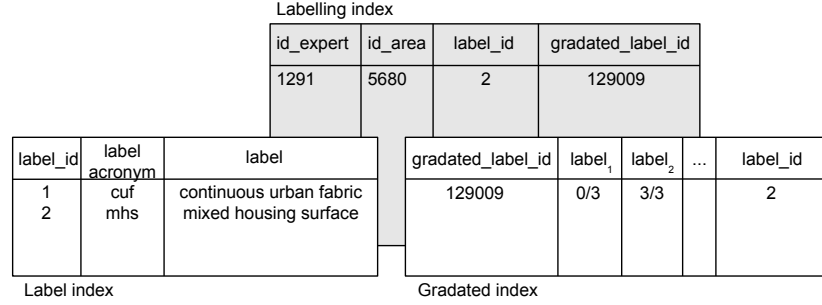 Labelling index
id_expert id_area label_id gradated_label_id
1291 5680 2 129009
label_id label acronym label
1 cuf continuous urban fabric
2 mhs mixed housing surface
Label index
gradated_label_id label1 label2 ... label_id
129009 0/3 3/3 2
Gradated index